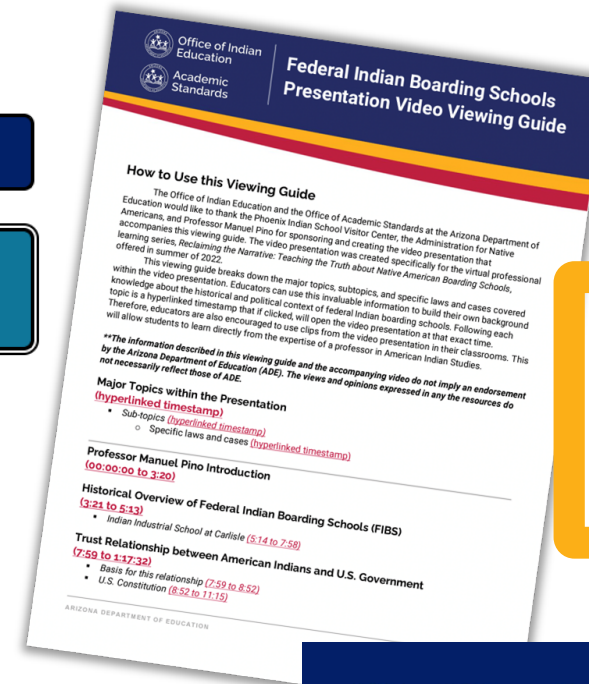 Office of Indian
Education
Academic
Standards
Federal Indian Boarding Schools
Presentation Video Viewing Guide
How to Use this Viewing Guide
The Office of Indian Education and the Office of Academic Standards at the Arizona Department of
Education would like to thank the Phoenix Indian School Visitor Center, the Administration for Native
Americans, and Professor Manuel Pino for sponsoring and creating the video presentation that
accompanies this viewing guide. The video presentation was created specifically for the virtual professional
learning series, Reclaiming the Narrative: Teaching the Truth about Native American Boarding Schools,
offered in summer of 2022.
This viewing guide breaks down the major topics, subtopics, and specific laws and cases covered
within the video presentation. Educators can use this invaluable information to build their own background
knowledge about the historical and political context of federal Indian boarding schools. Following each
topic is a hyperlinked timestamp that if clicked, will open the video presentation at that exact time.
Therefore, educators are also encouraged to use clips from the video presentation in their classrooms. This
will allow students to learn directly from the expertise of a professor in American Indian Studies.
**The information described in this viewing guide and the accompanying video do not imply an endorsement
by the Arizona Department of Education (ADE). The views and opinions expressed in any the resources do
not necessarily reflect those of ADE.
Major Topics within the Presentation
(hyperlinked timestamp)
• Sub-topics (hyperlinked timestamp)
○ Specific laws and cases (hyperlinked timestamp)
Professor Manuel Pino Introduction
(00:00:00 to 3:20)
Historical Overview of Federal Indian Boarding Schools (FIBS)
(3:21 to 5:13)
• Indian Industrial School at Carlisle (5:14 to 7:58)
Trust Relationship between American Indians and U.S. Government
(7:59 to 1:17:32)
• Basis for this relationship (7:59 to 8:52)
• U.S. Constitution (8:52 to 11:15)
ARIZONA DEPARTMENT OF EDUCATION